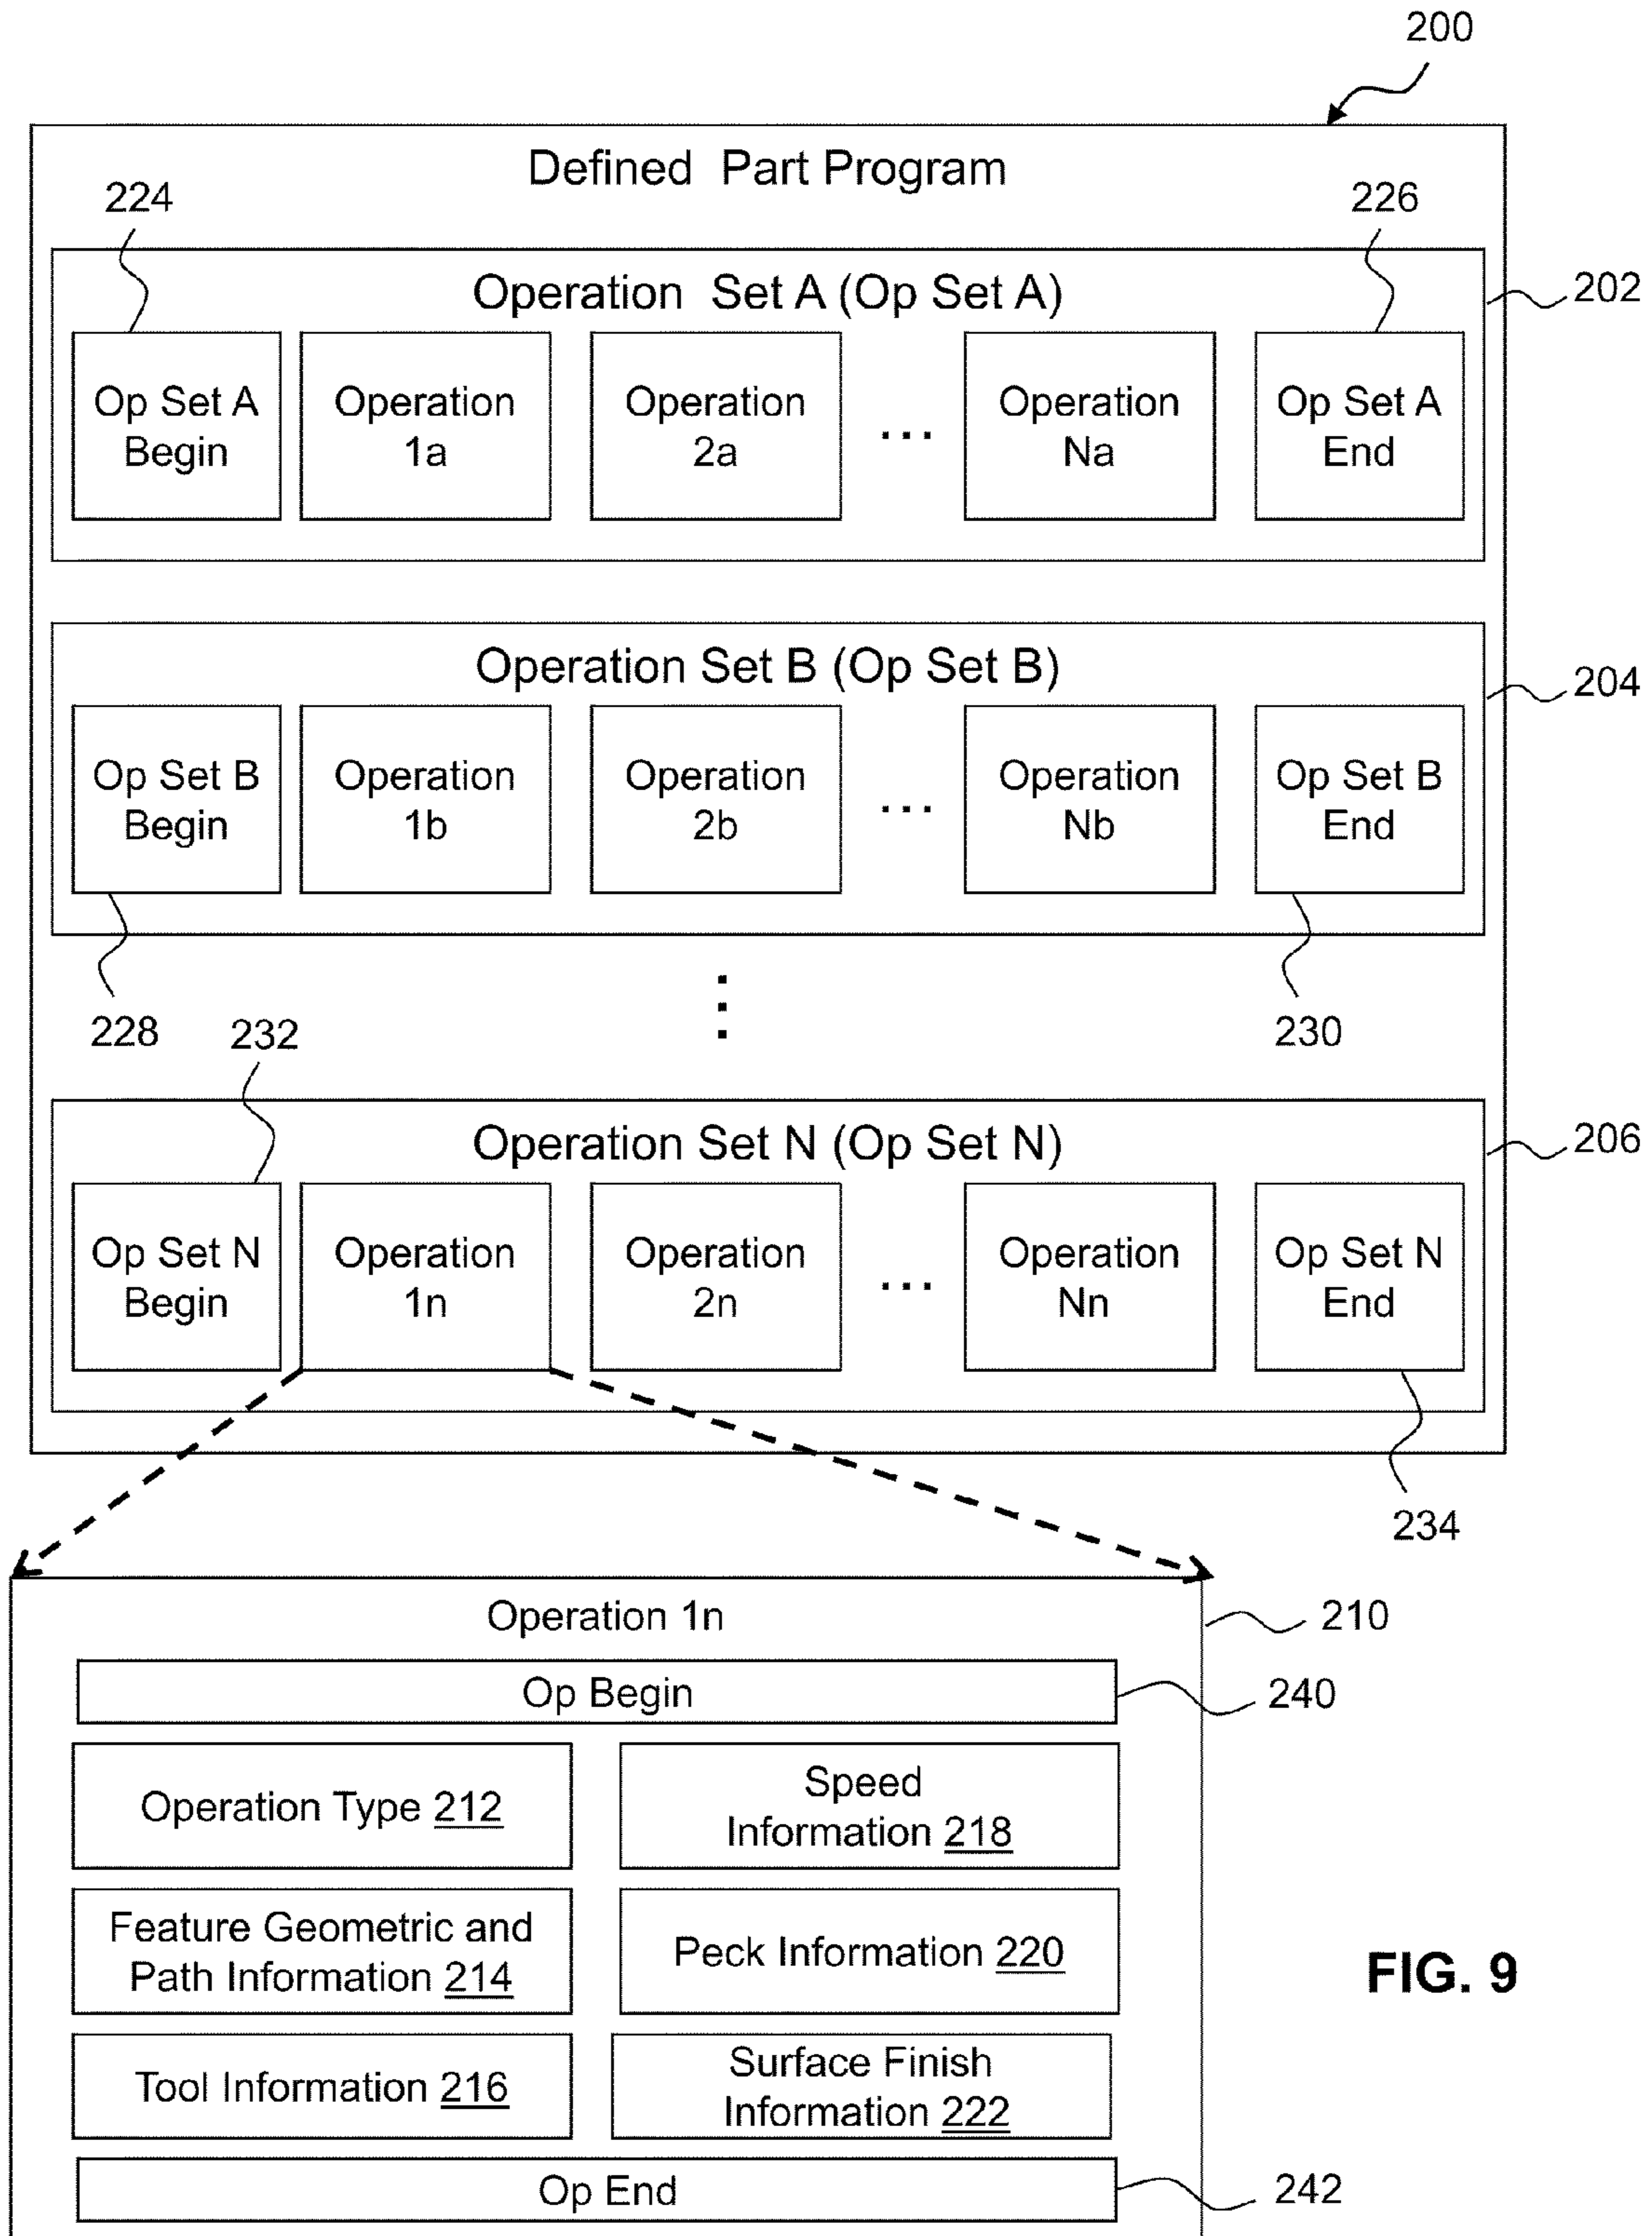 200
Defined Part Program
224
226
Operation Set A (Op Set A)
202
Op Set A
Begin
Operation
1a
Operation
2a
...
Operation
Na
Op Set A
End
Operation Set B (Op Set B)
204
Op Set B
Begin
Operation
1b
Operation
2b
...
Operation
Nb
Op Set B
End
228
232
230
Operation Set N (Op Set N)
206
Op Set N
Begin
Operation
1n
Operation
2n
...
Operation
Nn
Op Set N
End
234
Operation 1n
210
Op Begin
240
Operation Type 212
Speed
Information 218
Feature Geometric and
Path Information 214
Peck Information 220
FIG. 9
Tool Information 216
Surface Finish
Information 222
Op End
242